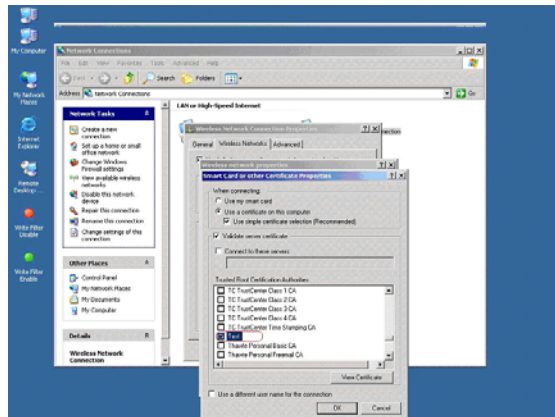 My Computer
My Network
Places
Internet
Explorer
Remote
Desktop ...
Write Filter
Disable
Write Filter
Enable
Network Connections
File Edit View Favorites Tools Advanced Help
Back
Search
Folders
Address
Network Connections
Go
Network Tasks
Create a new
connection
Set up a home or small
office network
Change Windows
Firewall settings
View available wireless
networks
Disable this network
device
Repair this connection
Rename this connection
Change settings of this
connection
Other Places
Control Panel
My Network Places
My Documents
My Computer
Details
Wireless Network
Connection
LAN or High-Speed Internet
Wireless Network Connection Properties
General
Wireless Networks
Advanced
Wireless network properties
Smart Card or other Certificate Properties
When connecting:
Use my smart card
Use a certificate on this computer
Use simple certificate selection (Recommended)
Validate server certificate
Connect to these servers:
Trusted Root Certification Authorities:
TC TrustCenter Class 1 CA
TC TrustCenter Class 2 CA
TC TrustCenter Class 3 CA
TC TrustCenter Class 4 CA
TC TrustCenter Time Stamping CA
Test
Thawte Personal Basic CA
Thawte Personal Freemail CA
View Certificate
Use a different user name for the connection
OK
Cancel